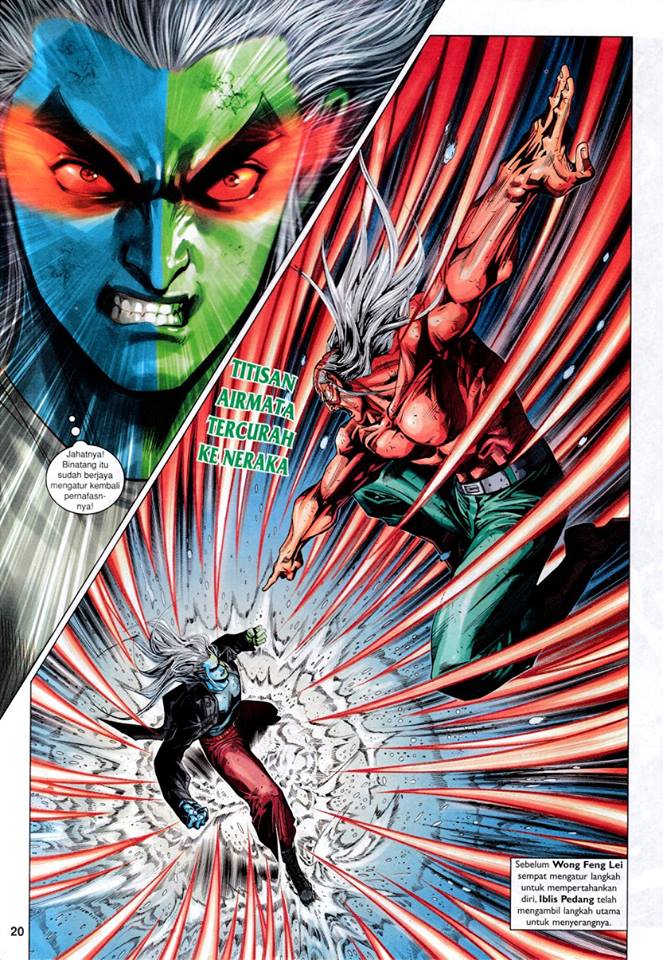 Jahatnya!
Binatang itu
sudah berjaya
mengatur kembali
pernafasn-
nya!
TITISAN
AIRMATA
TERCURAH
KE NERAKA
Sebelum Wong Feng Lei
sempat mengatur langkah
untuk mempertahankan
diri, Iblis Pedang telah
mengambil langkah utama
untuk menyerangnya.
20